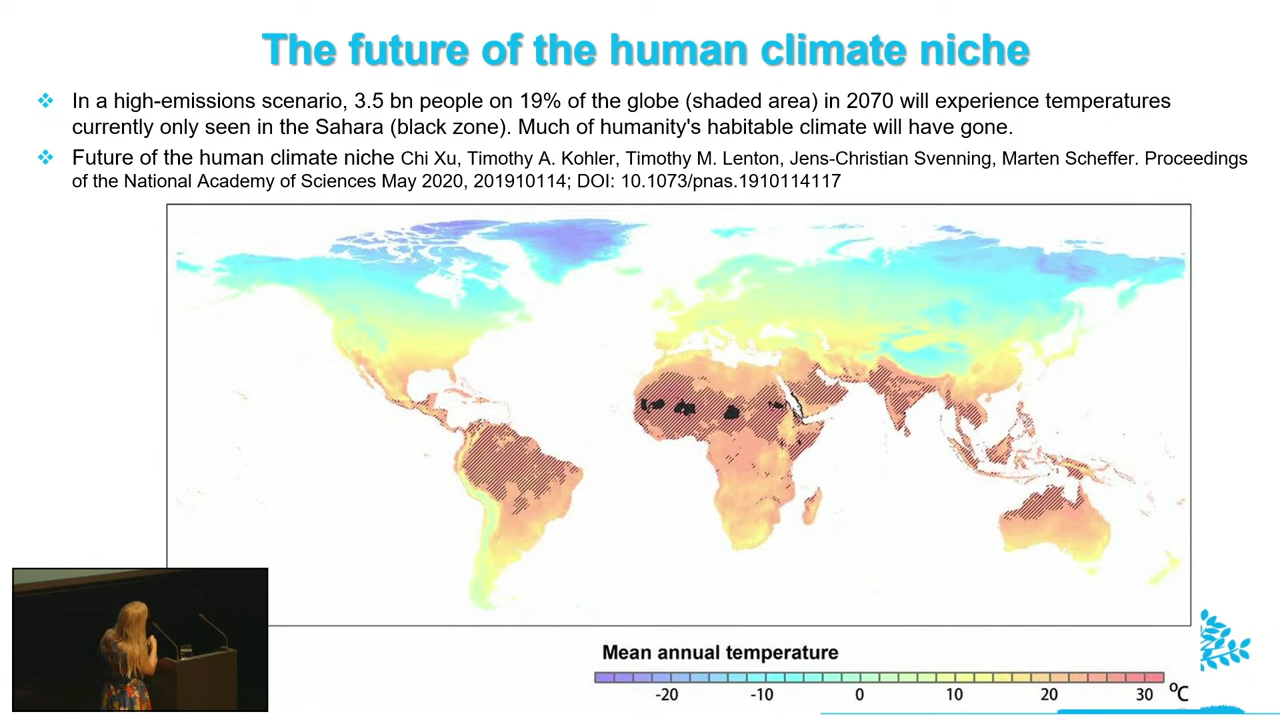 The future of the human climate niche
In a high-emissions scenario, 3.5 bn people on 19% of the globe (shaded area) in 2070 will experience temperatures
currently only seen in the Sahara (black zone). Much of humanity's habitable climate will have gone.
Future of the human climate niche Chi Xu, Timothy A. Kohler, Timothy M. Lenton, Jens-Christian Svenning, Marten Scheffer. Proceedings
of the National Academy of Sciences May 2020, 201910114; DOI: 10.1073/pnas.1910114117
Mean annual temperature
-20 -10 0 10 20 30 ºC